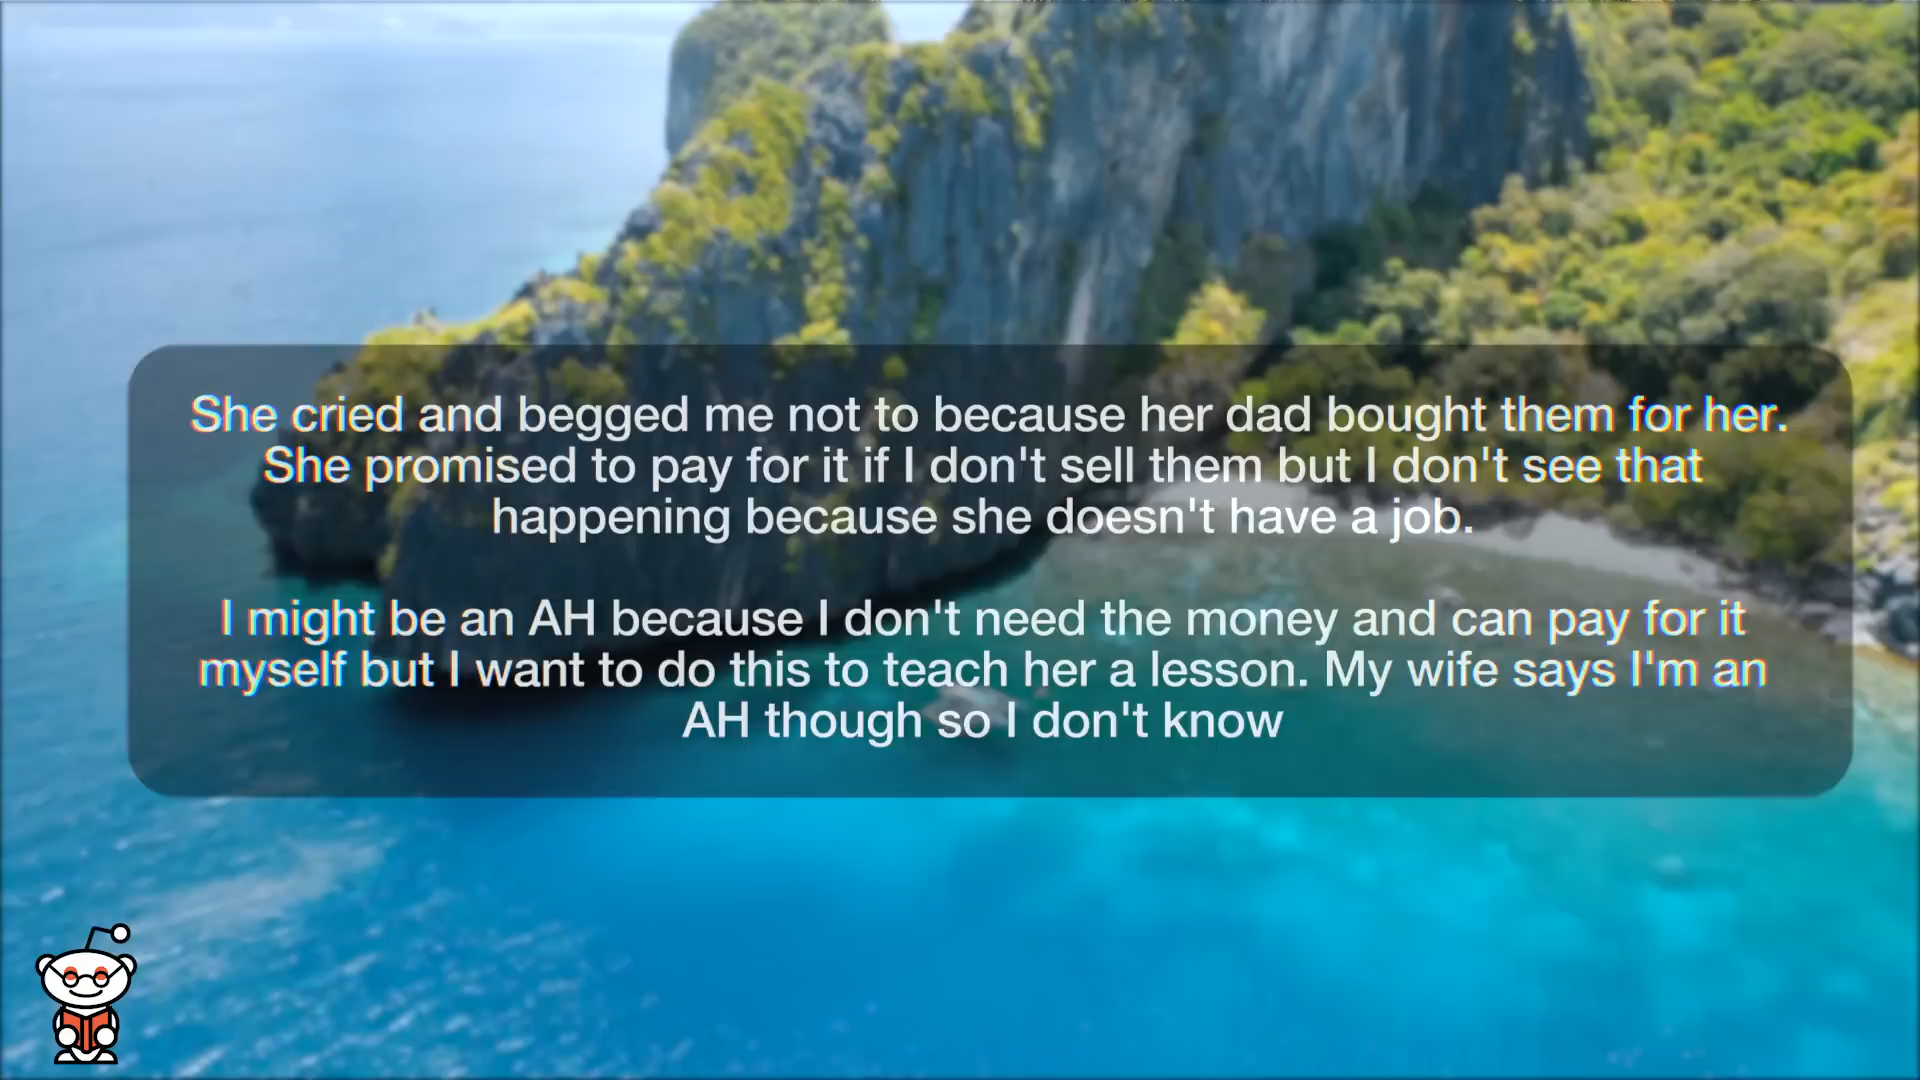 She cried and begged me not to because her dad bought them for her.
She promised to pay for it if I don't sell them but I don't see that
happening because she doesn't have a job.
I might be an AH because I don't need the money and can pay for it
myself but I want to do this to teach her a lesson. My wife says I'm an
AH though so I don't know